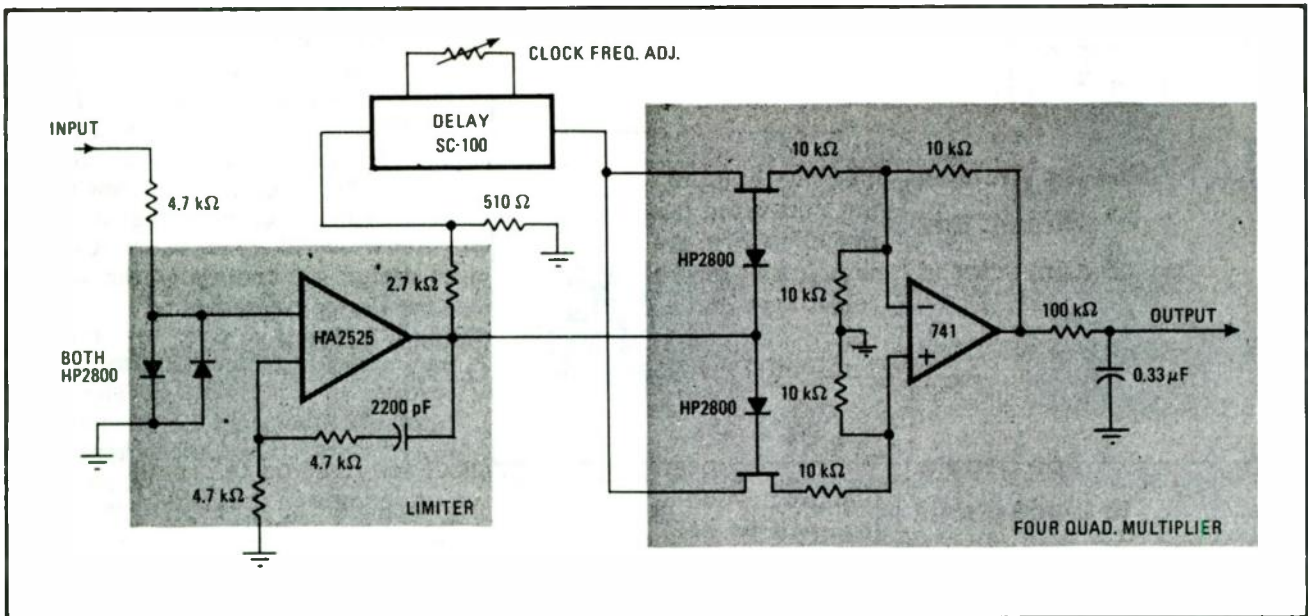 CLOCK FREQ. ADJ.
DELAY
SC-100
INPUT
4.7 kΩ
510 Ω
2.7 kΩ
HA2525
BOTH
HP2800
2200 pF
4.7 kΩ
4.7 kΩ
LIMITER
10 kΩ
10 kΩ
HP2800
10 kΩ
741
100 kΩ
OUTPUT
HP2800
10 kΩ
0.33 µF
10 kΩ
FOUR QUAD. MULTIPLIER